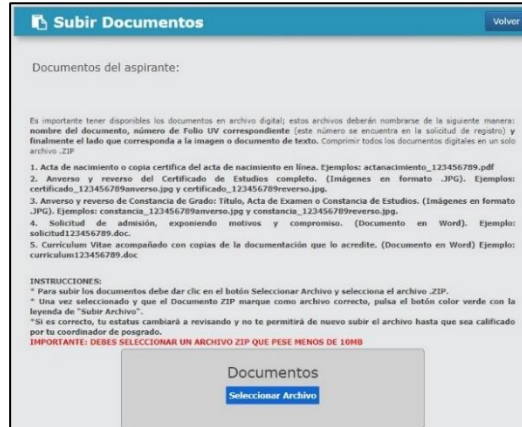 Subir Documentos
Volver
Documentos del aspirante:
Es importante tener disponibles los documentos en archivo digital; estos archivos deberán nombrarse de la siguiente manera:
nombre del documento, número de Folio UV correspondiente (este número se encuentra en la solicitud de registro) y
finalmente el lado que corresponda a la imagen o documento de texto. Comprimir todos los documentos digitales en un solo
archivo .ZIP
1. Acta de nacimiento o copia certifica del acta de nacimiento en línea. Ejemplos: actanacimiento_123456789.pdf
2. Anverso y reverso del Certificado de Estudios completo. (Imágenes en formato .JPG). Ejemplos:
certificado_123456789anverso.jpg y certificado_123456789reverso.jpg.
3. Anverso y reverso de Constancia de Grado: Título, Acta de Examen o Constancia de Estudios. (Imágenes en formato
.JPG). Ejemplos: constancia_123456789anverso.jpg y constancia_123456789reverso.jpg.
4. Solicitud de admisión, exponiendo motivos y compromiso. (Documento en Word). Ejemplo:
solicitud123456789.doc.
5. Currículum Vitae acompañado con copias de la documentación que lo acredite. (Documento en Word) Ejemplo:
curriculum123456789.doc
INSTRUCCIONES:
* Para subir los documentos debe dar clic en el botón Seleccionar Archivo y selecciona el archivo .ZIP.
* Una vez seleccionado y que el Documento ZIP marque como archivo correcto, pulsa el botón color verde con la
leyenda de "Subir Archivo".
*Si es correcto, tu estatus cambiará a revisando y no te permitirá de nuevo subir el archivo hasta que sea calificado
por tu coordinador de posgrado.
IMPORTANTE: DEBES SELECCIONAR UN ARCHIVO ZIP QUE PESE MENOS DE 10MB
Documentos
Seleccionar Archivo